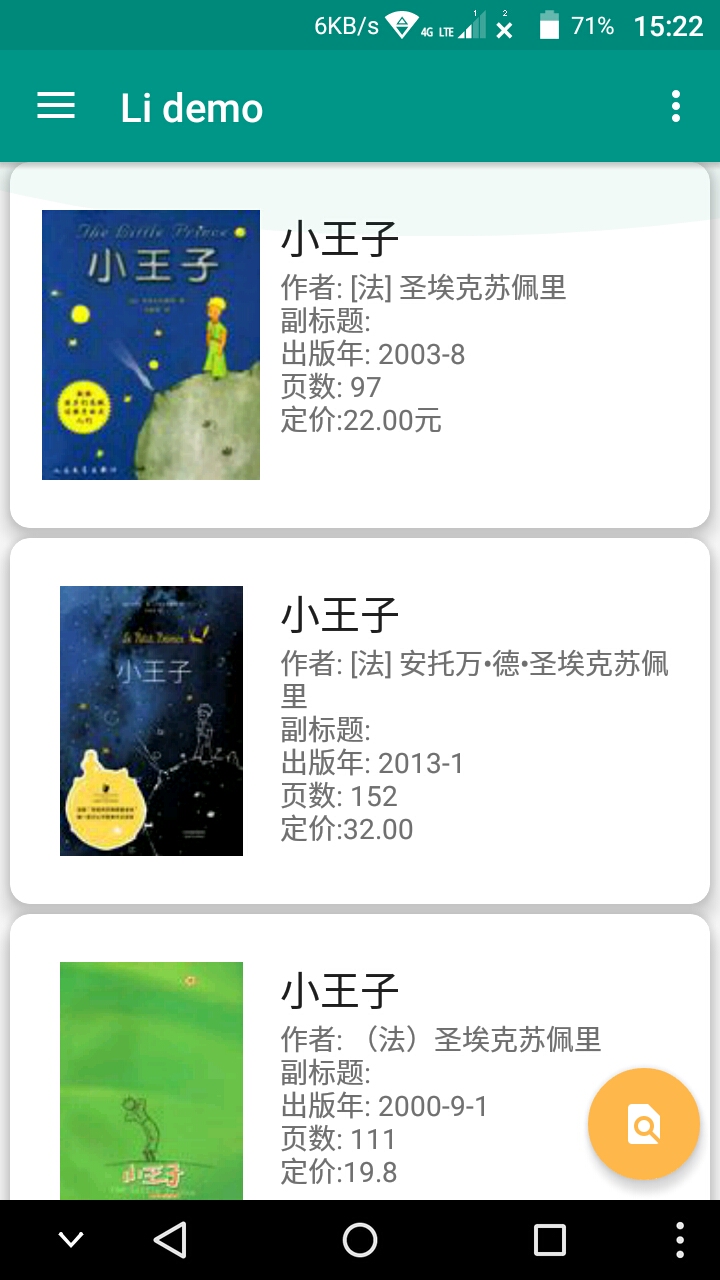 6KB/s 4G LTE 1 2 71% 15:22
Li demo
The Little Prince
小王子
小王子
作者: [法] 圣埃克苏佩里
副标题:
出版年: 2003-8
页数: 97
定价:22.00元
Le Petit Prince
小王子
小王子
作者: [法] 安托万•德•圣埃克苏佩
里
副标题:
出版年: 2013-1
页数: 152
定价:32.00
小王子
小王子
作者: （法）圣埃克苏佩里
副标题:
出版年: 2000-9-1
页数: 111
定价:19.8